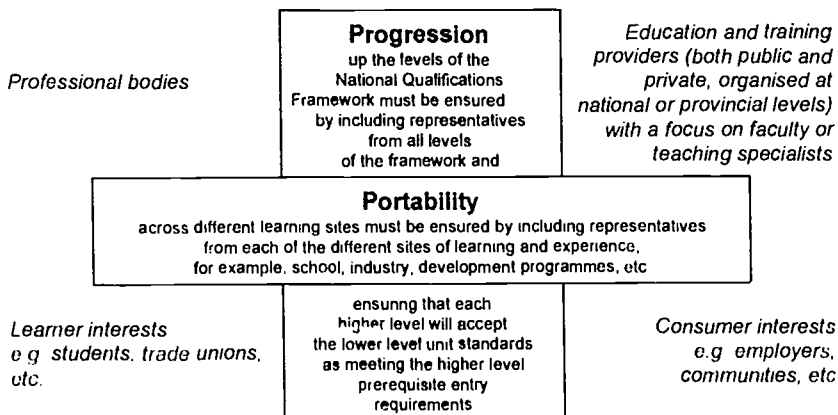 Professional bodies
Progression
up the levels of the
National Qualifications
Framework must be ensured
by including representatives
from all levels
of the framework and
Education and training
providers (both public and
private, organised at
national or provincial levels)
with a focus on faculty or
teaching specialists
Portability
across different learning sites must be ensured by including representatives
from each of the different sites of learning and experience,
for example, school, industry, development programmes, etc
Learner interests
e g students, trade unions,
etc.
ensuring that each
higher level will accept
the lower level unit standards
as meeting the higher level
prerequisite entry
requirements
Consumer interests
e.g employers,
communities, etc